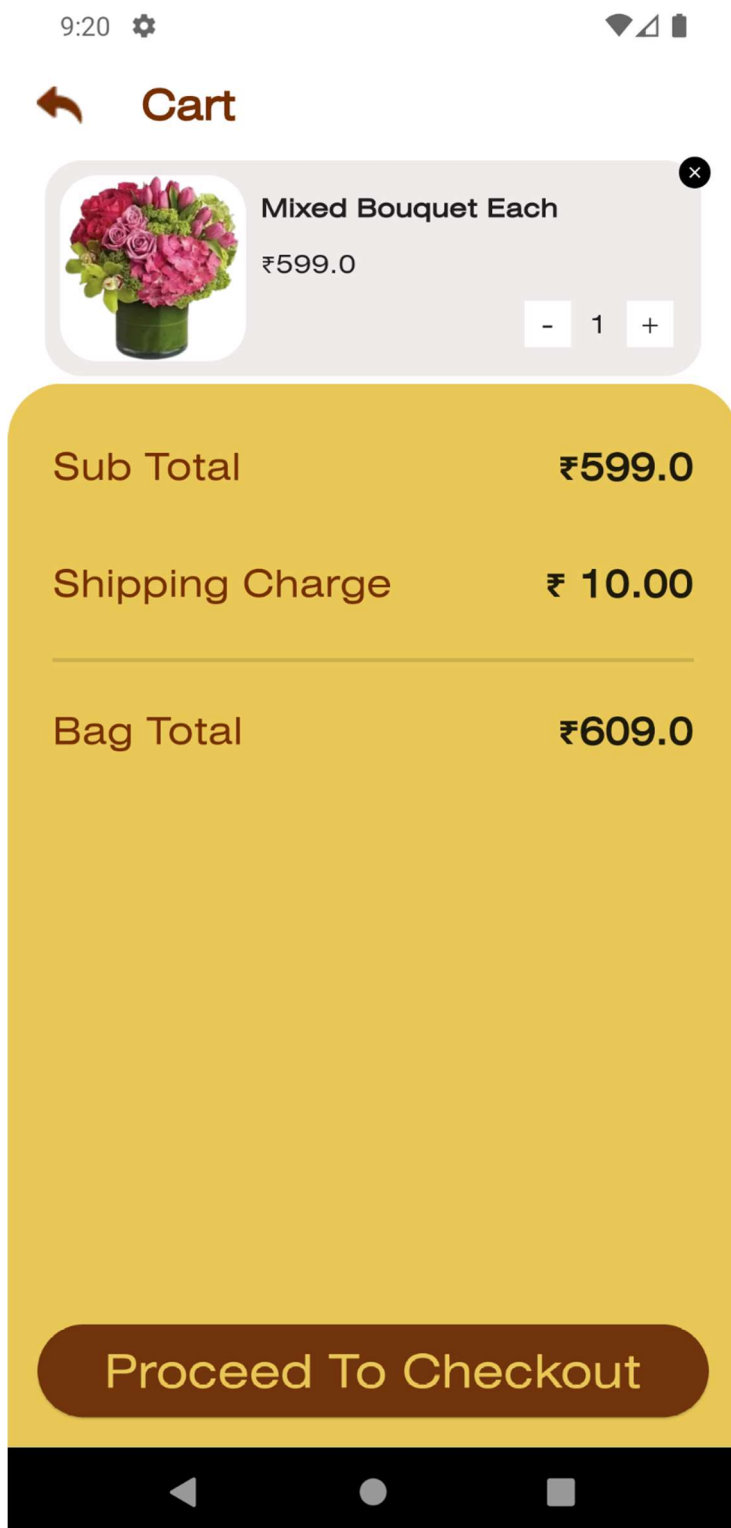 9:20
Cart
Mixed Bouquet Each
₹599.0
- 1 +
Sub Total ₹599.0
Shipping Charge ₹ 10.00
Bag Total ₹609.0
Proceed To Checkout